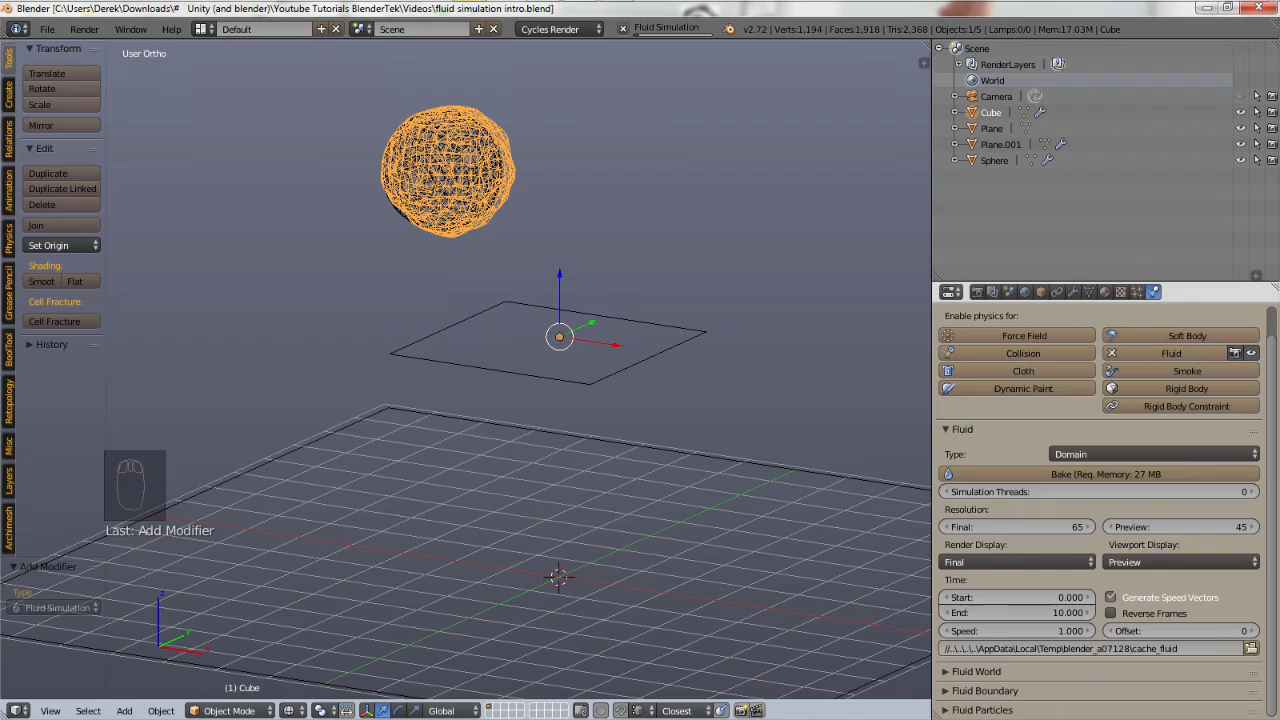 Blender [C:\Users\Derek\Downloads\# Unity (and blender)\Youtube Tutorials BlenderTek\Videos\fluid simulation intro.blend]
File Render Window Help Default Scene Cycles Render Fluid Simulation v2.72 | Verts:1,194 | Faces:1,918 | Tris:2,368 | Objects:1/5 | Lamps:0/0 | Mem:17.03M | Cube
Transform
Translate
Rotate
Scale
Mirror
Edit
Duplicate
Duplicate Linked
Delete
Join
Set Origin
Shading:
Smoot Flat
Cell Fracture:
Cell Fracture
History
Tools
Create
Relations
Animation
Physics
Grease Pencil
BoolTool
Retopology
Misc
Layers
Archimesh
Add Modifier
Type
Fluid Simulation
User Ortho
Last: Add Modifier
z
y
(1) Cube
View Select Add Object Object Mode Global Closest
Scene
RenderLayers
World
Camera
Cube
Plane
Plane.001
Sphere
Enable physics for:
Force Field Soft Body
Collision Fluid
Cloth Smoke
Dynamic Paint Rigid Body
Rigid Body Constraint
Fluid
Type: Domain
Bake (Req. Memory: 27 MB
Simulation Threads: 0
Resolution:
Final: 65 Preview: 45
Render Display: Viewport Display:
Final Preview
Time:
Start: 0.000 Generate Speed Vectors
End: 10.000 Reverse Frames
Speed: 1.000 Offset: 0
//..\..\..\..\AppData\Local\Temp\blender_a07128\cache_fluid
Fluid World
Fluid Boundary
Fluid Particles